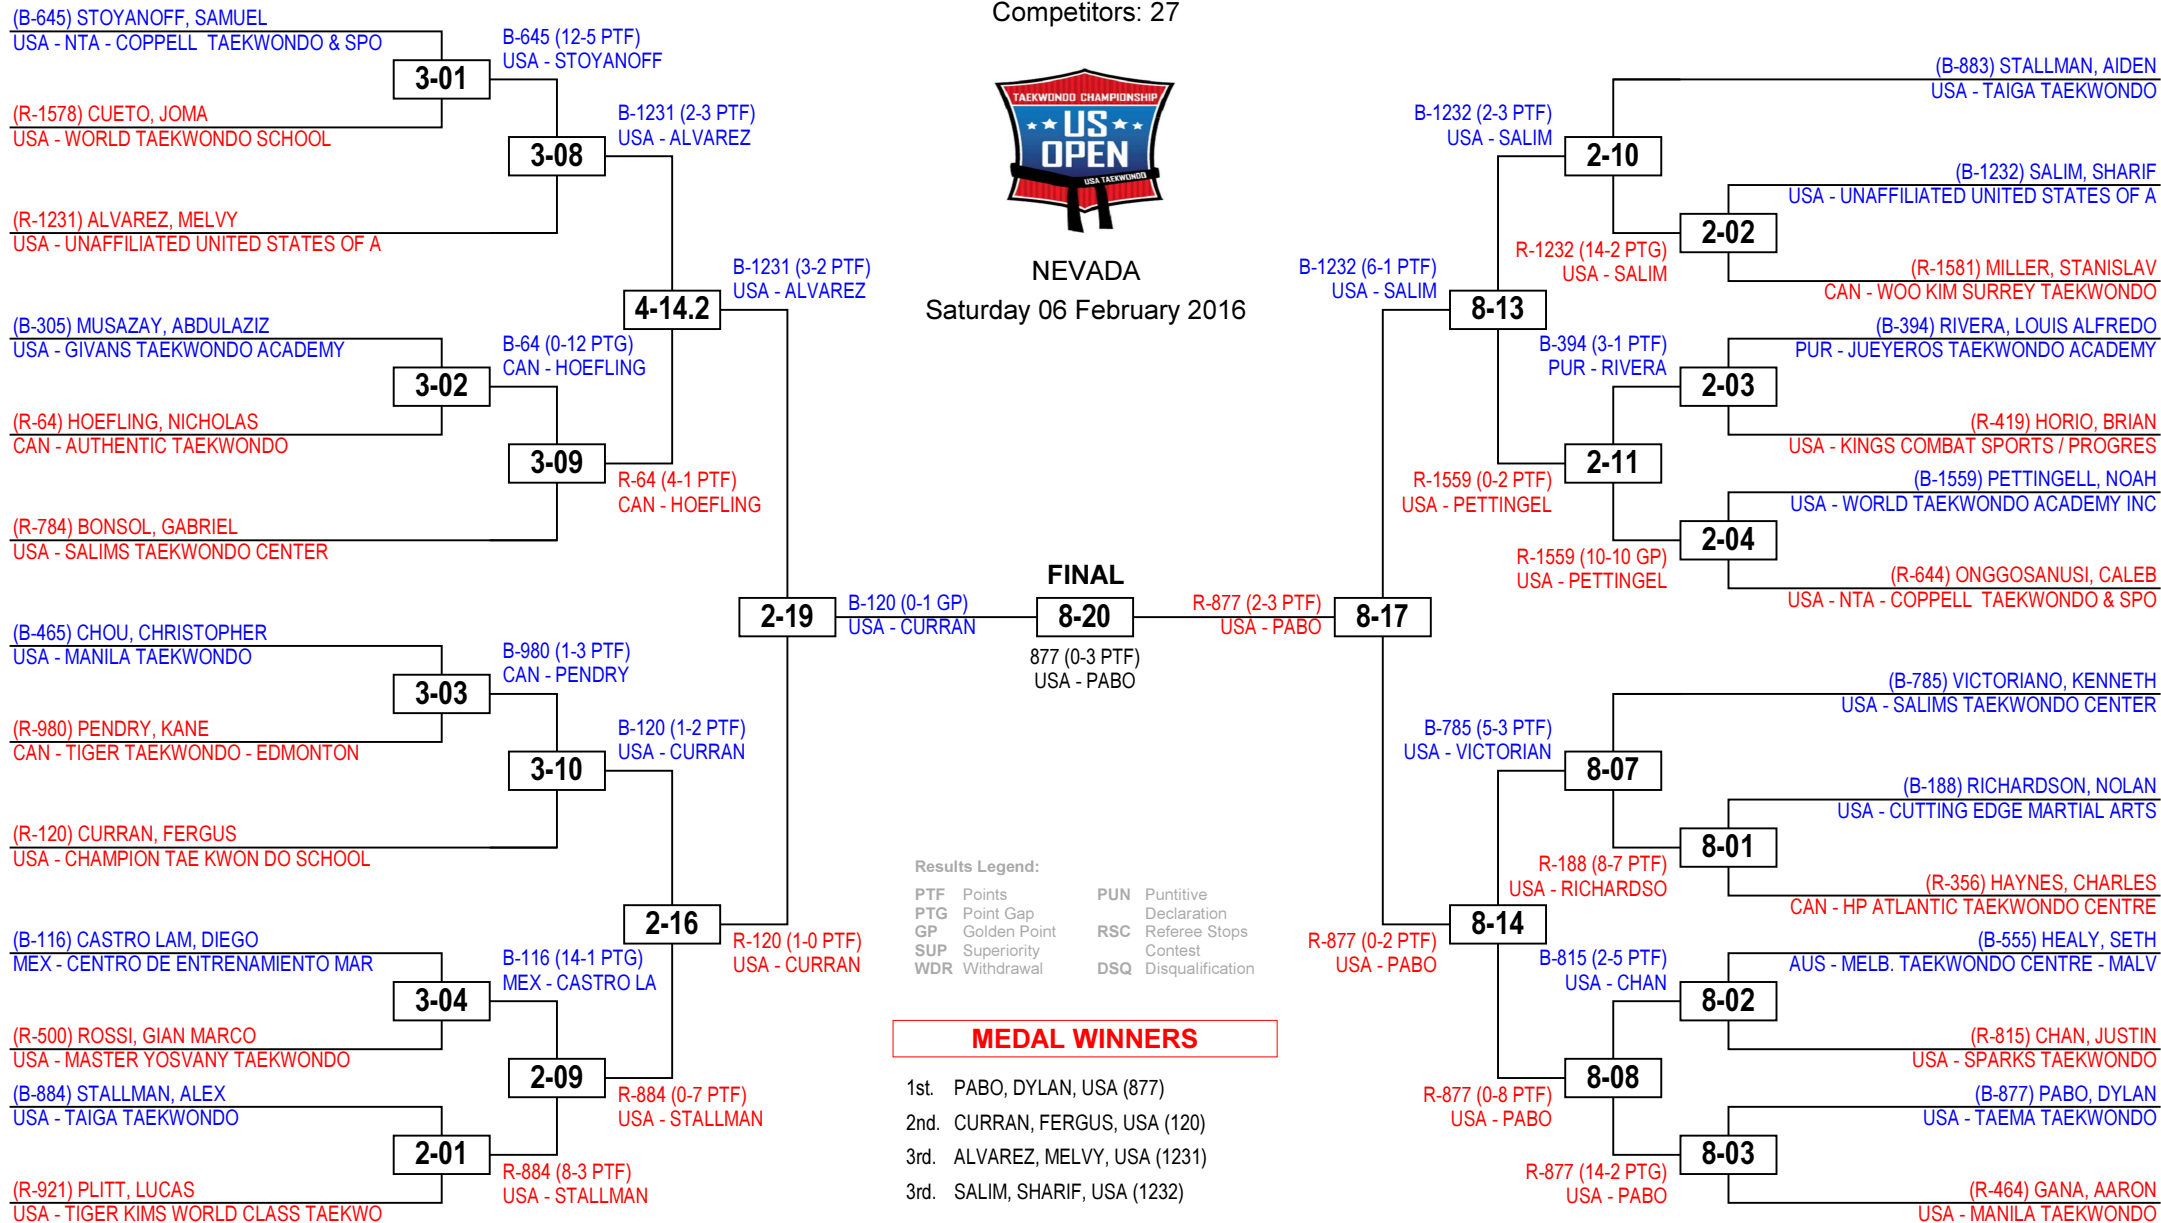 Competitors: 27
(B-645) STOYANOFF, SAMUEL
USA - NTA - COPPELL TAEKWONDO & SPO
3-01
(R-1578) CUETO, JOMA
USA - WORLD TAEKWONDO SCHOOL
B-645 (12-5 PTF)
USA - STOYANOFF
3-08
(R-1231) ALVAREZ, MELVY
USA - UNAFFILIATED UNITED STATES OF A
B-1231 (2-3 PTF)
USA - ALVAREZ
4-14.2
(B-305) MUSAZAY, ABDULAZIZ
USA - GIVANS TAEKWONDO ACADEMY
3-02
(R-64) HOEFLING, NICHOLAS
CAN - AUTHENTIC TAEKWONDO
B-64 (0-12 PTG)
CAN - HOEFLING
3-09
(R-784) BONSOL, GABRIEL
USA - SALIMS TAEKWONDO CENTER
R-64 (4-1 PTF)
CAN - HOEFLING
B-1231 (3-2 PTF)
USA - ALVAREZ
2-19
(B-465) CHOU, CHRISTOPHER
USA - MANILA TAEKWONDO
3-03
(R-980) PENDRY, KANE
CAN - TIGER TAEKWONDO - EDMONTON
B-980 (1-3 PTF)
CAN - PENDRY
3-10
(R-120) CURRAN, FERGUS
USA - CHAMPION TAE KWON DO SCHOOL
B-120 (1-2 PTF)
USA - CURRAN
2-16
(B-116) CASTRO LAM, DIEGO
MEX - CENTRO DE ENTRENAMIENTO MAR
3-04
(R-500) ROSSI, GIAN MARCO
USA - MASTER YOSVANY TAEKWONDO
B-116 (14-1 PTG)
MEX - CASTRO LA
2-09
(B-884) STALLMAN, ALEX
USA - TAIGA TAEKWONDO
2-01
(R-921) PLITT, LUCAS
USA - TIGER KIMS WORLD CLASS TAEKWO
R-884 (8-3 PTF)
USA - STALLMAN
R-884 (0-7 PTF)
USA - STALLMAN
R-120 (1-0 PTF)
USA - CURRAN
B-120 (0-1 GP)
USA - CURRAN
TAEKWONDO CHAMPIONSHIP
US
OPEN
USA TAEKWONDO
NEVADA
Saturday 06 February 2016
FINAL
8-20
877 (0-3 PTF)
USA - PABO
Results Legend:
PTF Points
PTG Point Gap
GP Golden Point
SUP Superiority
WDR Withdrawal
PUN Puntitive
Declaration
RSC Referee Stops
Contest
DSQ Disqualification
MEDAL WINNERS
1st. PABO, DYLAN, USA (877)
2nd. CURRAN, FERGUS, USA (120)
3rd. ALVAREZ, MELVY, USA (1231)
3rd. SALIM, SHARIF, USA (1232)
R-877 (2-3 PTF)
USA - PABO
8-17
B-1232 (6-1 PTF)
USA - SALIM
8-13
B-1232 (2-3 PTF)
USA - SALIM
2-10
(B-883) STALLMAN, AIDEN
USA - TAIGA TAEKWONDO
(B-1232) SALIM, SHARIF
USA - UNAFFILIATED UNITED STATES OF A
2-02
R-1232 (14-2 PTG)
USA - SALIM
(R-1581) MILLER, STANISLAV
CAN - WOO KIM SURREY TAEKWONDO
(B-394) RIVERA, LOUIS ALFREDO
PUR - JUEYEROS TAEKWONDO ACADEMY
B-394 (3-1 PTF)
PUR - RIVERA
2-03
(R-419) HORIO, BRIAN
USA - KINGS COMBAT SPORTS / PROGRES
2-11
R-1559 (0-2 PTF)
USA - PETTINGEL
(B-1559) PETTINGELL, NOAH
USA - WORLD TAEKWONDO ACADEMY INC
2-04
R-1559 (10-10 GP)
USA - PETTINGEL
(R-644) ONGGOSANUSI, CALEB
USA - NTA - COPPELL TAEKWONDO & SPO
(B-785) VICTORIANO, KENNETH
USA - SALIMS TAEKWONDO CENTER
B-785 (5-3 PTF)
USA - VICTORIAN
8-07
(B-188) RICHARDSON, NOLAN
USA - CUTTING EDGE MARTIAL ARTS
8-01
R-188 (8-7 PTF)
USA - RICHARDSO
(R-356) HAYNES, CHARLES
CAN - HP ATLANTIC TAEKWONDO CENTRE
8-14
R-877 (0-2 PTF)
USA - PABO
(B-555) HEALY, SETH
AUS - MELB. TAEKWONDO CENTRE - MALV
B-815 (2-5 PTF)
USA - CHAN
8-02
(R-815) CHAN, JUSTIN
USA - SPARKS TAEKWONDO
8-08
R-877 (0-8 PTF)
USA - PABO
(B-877) PABO, DYLAN
USA - TAEMA TAEKWONDO
8-03
R-877 (14-2 PTG)
USA - PABO
(R-464) GANA, AARON
USA - MANILA TAEKWONDO